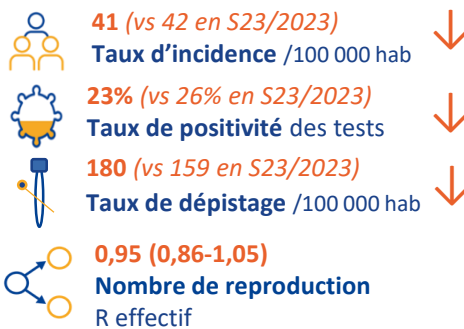 41 (vs 42 en S23/2023)
Taux d’incidence /100 000 hab
23% (vs 26% en S23/2023)
Taux de positivité des tests
180 (vs 159 en S23/2023)
Taux de dépistage /100 000 hab
0,95 (0,86-1,05)
Nombre de reproduction
R effectif